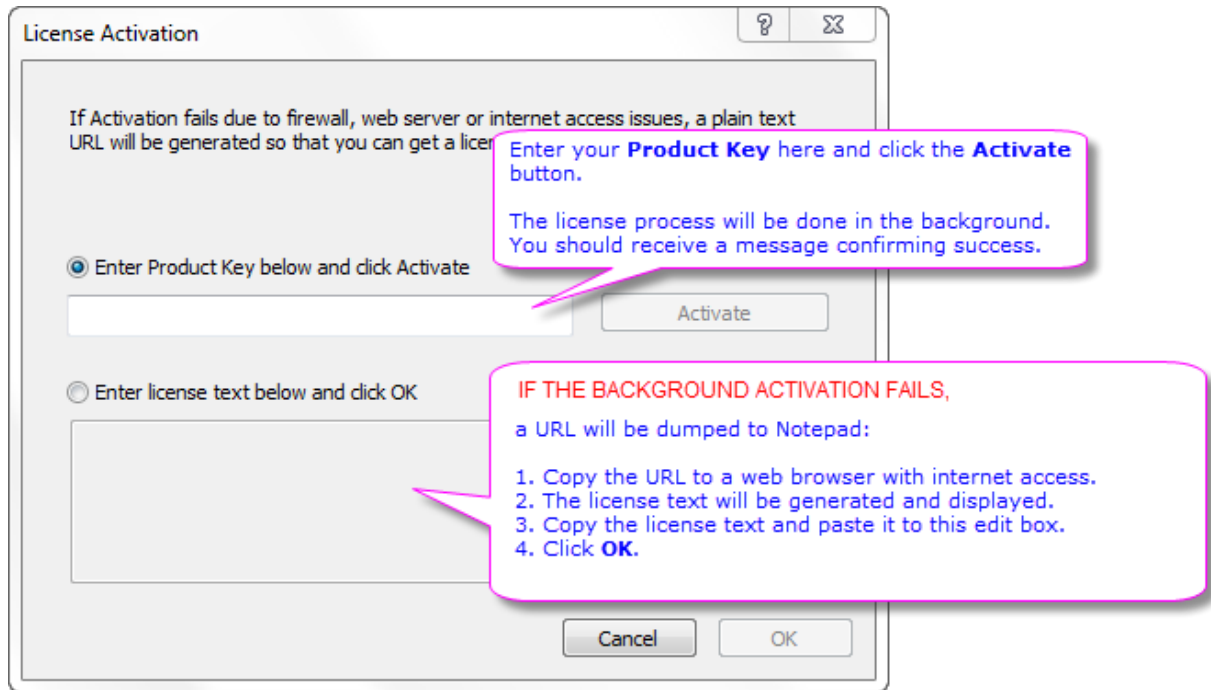 License Activation
If Activation fails due to firewall, web server or internet access issues, a plain text
URL will be generated so that you can get a
Enter your Product Key here and click the Activate
button.
The license process will be done in the background.
You should receive a message confirming success.
Enter Product Key below and click Activate
Activate
Enter license text below and click OK
IF THE BACKGROUND ACTIVATION FAILS,
a URL will be dumped to Notepad:
1. Copy the URL to a web browser with internet access.
2. The license text will be generated and displayed.
3. Copy the license text and paste it to this edit box.
4. Click OK.
Cancel
OK